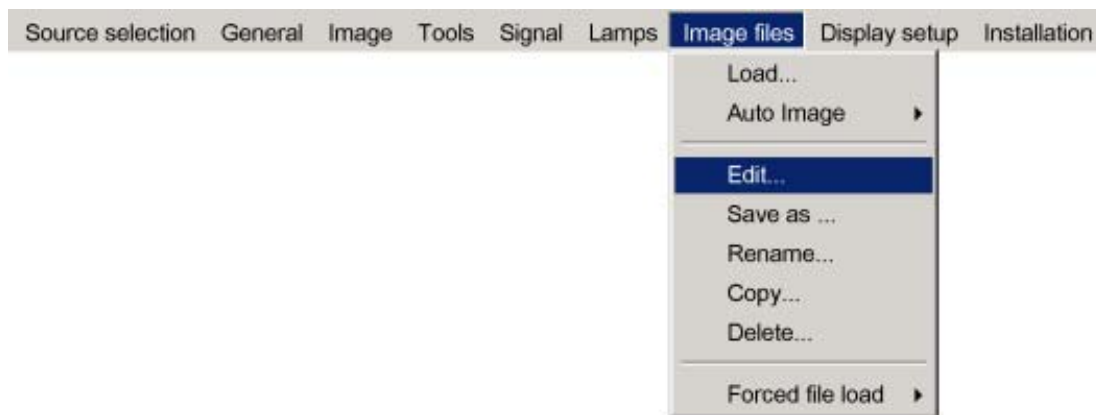 Source selection General Image Tools Signal Lamps Image files Display setup Installation
Load...
Auto Image
Edit...
Save as ...
Rename...
Copy...
Delete...
Forced file load